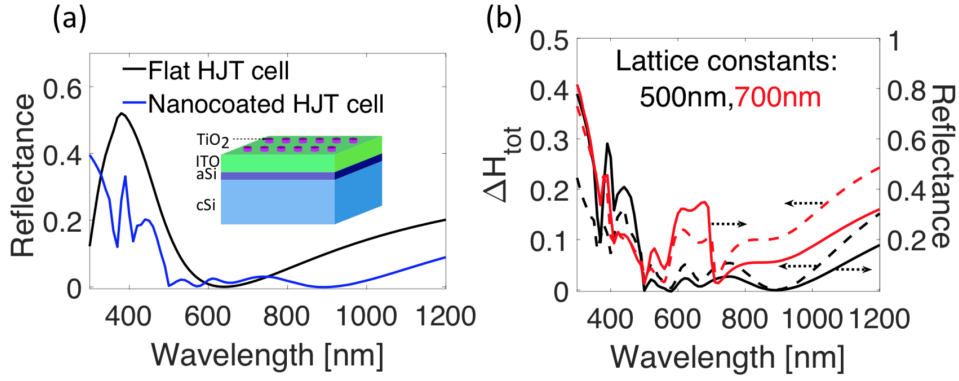 (a)
Reflectance
0.6
0.4
0.2
0
Flat HJT cell
Nanocoated HJT cell
TiO2
ITO
aSi
cSi
400
600
800
1000
1200
Wavelength [nm]
(b)
ΔHtot
0.5
0.4
0.3
0.2
0.1
0
Lattice constants:
500nm,700nm
1
0.8
0.6
0.4
0.2
0
Reflectance
400
600
800
1000
1200
Wavelength [nm]